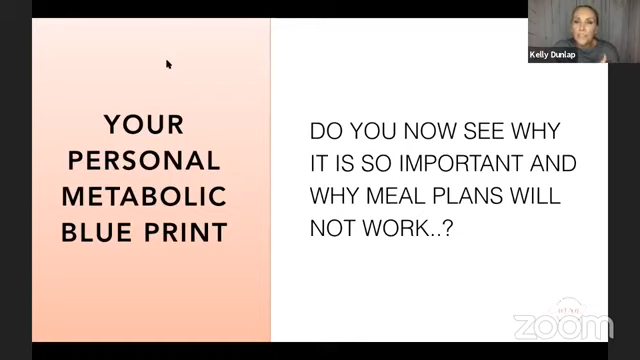 Kelly Dunlap
YOUR
PERSONAL
METABOLIC
BLUE PRINT
DO YOU NOW SEE WHY
IT IS SO IMPORTANT AND
WHY MEAL PLANS WILL
NOT WORK..?
zoom